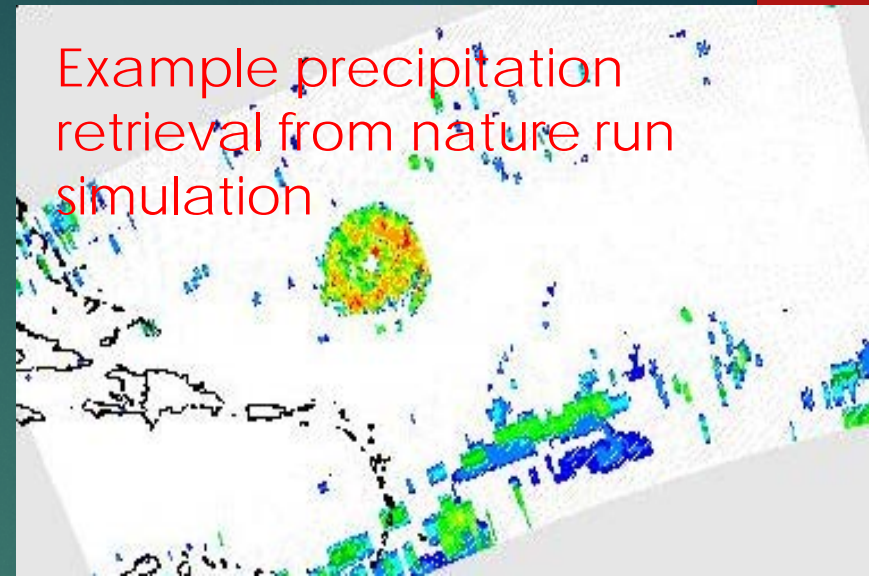 Example precipitation
retrieval from nature run
simulation